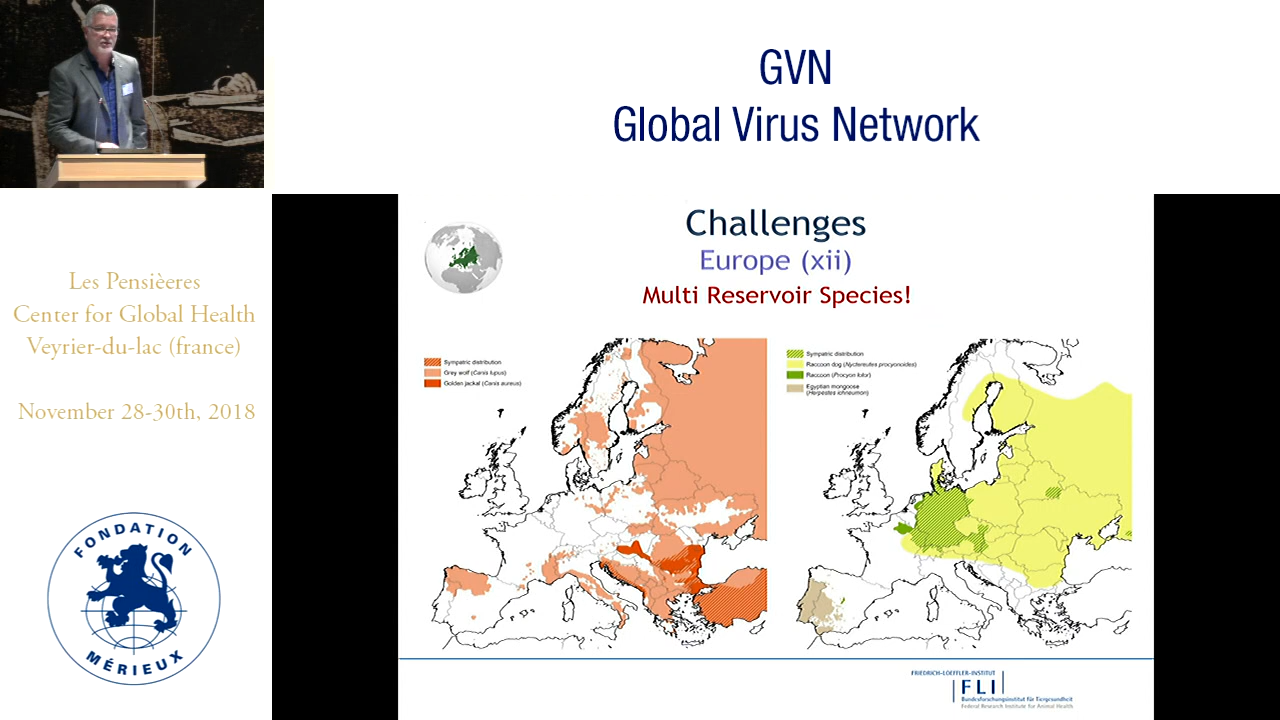 GVN
Global Virus Network
Les Pensièeres
Center for Global Health
Veyrier-du-lac (france)
November 28-30th, 2018
FONDATION
MÉRIEUX
Challenges
Europe (xii)
Multi Reservoir Species!
Sympatric distribution
Grey wolf (Canis lupus)
Golden jackal (Canis aureus)
Sympatric distribution
Raccoon dog (Nyctereutes procyonoides)
Raccoon (Procyon lotor)
Egyptian mongoose
(Herpestes ichneumon)
FRIEDRICH-LOEFFLER-INSTITUT
FLI
Bundesforschungsinstitut für Tiergesundheit
Federal Research Institute for Animal Health